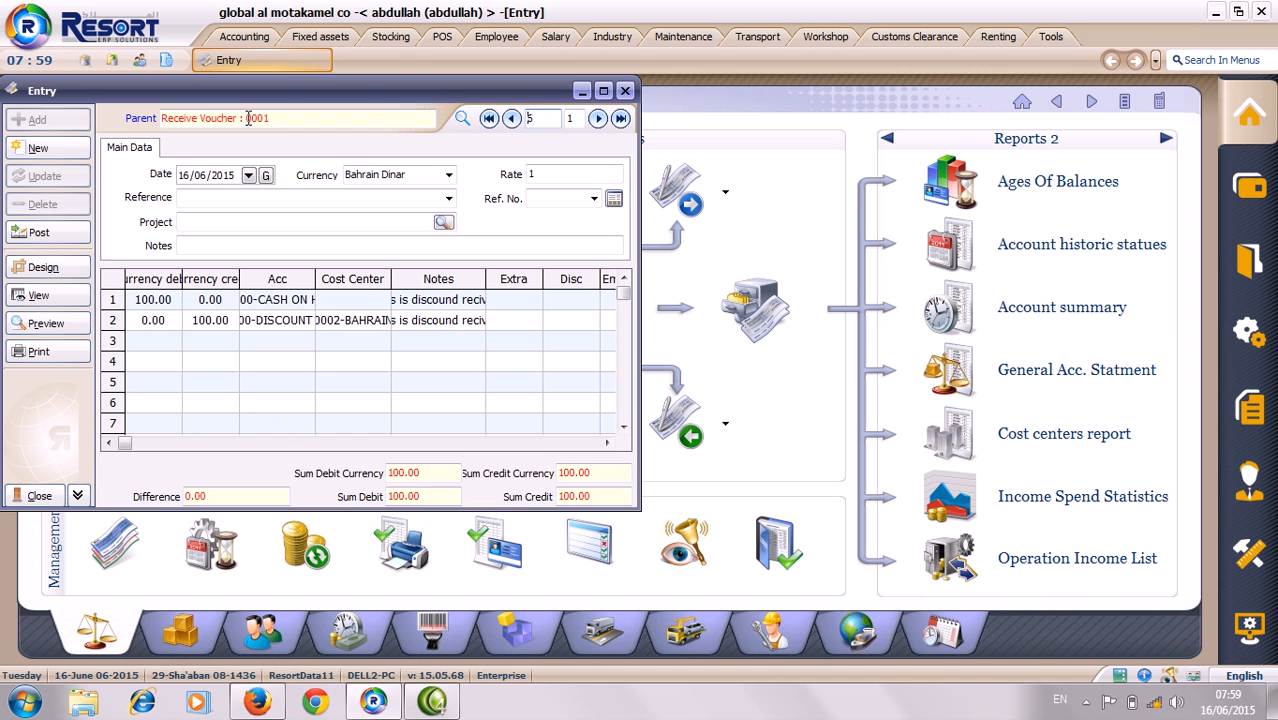 global al motakamel co -< abdullah (abdullah) > -[Entry]
RESORT
ERP SOLUTIONS
Accounting
Fixed assets
Stocking
POS
Employee
Salary
Industry
Maintenance
Transport
Workshop
Customs Clearance
Renting
Tools
07 : 59
Entry
Search In Menus
Entry
Add
New
Update
Delete
Post
Design
View
Preview
Print
Close
Parent Receive Voucher : 0001
5 1
Main Data
Date 16/06/2015 G Currency Bahrain Dinar Rate 1
Reference Ref. No.
Project
Notes
urrency del urrency cre Acc Cost Center Notes Extra Disc Em
1 100.00 0.00 00-CASH ON H s is discound reciv
2 0.00 100.00 00-DISCOUNT 0002-BAHRAIN s is discound reciv
3
4
5
6
7
Sum Debit Currency 100.00 Sum Credit Currency 100.00
Difference 0.00 Sum Debit 100.00 Sum Credit 100.00
Reports 2
Ages Of Balances
Account historic statues
Account summary
General Acc. Statment
Cost centers report
Income Spend Statistics
Operation Income List
Management
Tuesday 16-June 06-2015 29-Sha'aban 08-1436 ResortData11 DELL2-PC v: 15.05.68 Enterprise English
EN 07:59
16/06/2015